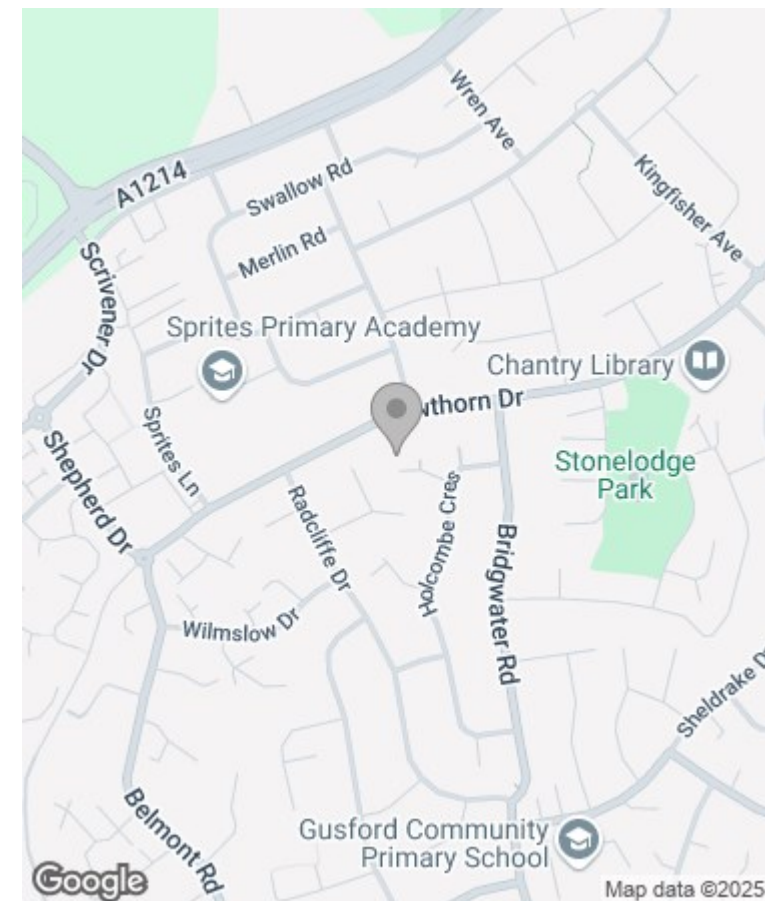 Wren Ave
Kingfisher Ave
A1214
Swallow Rd
Merlin Rd
Scrivener Dr
Sprites Primary Academy
Chantry Library
wthorn Dr
Sprites Ln
Shepherd Dr
Stonelodge
Park
Radcliffe Dr
Holcombe Cres
Bridgwater Rd
Wilmslow Dr
Sheldrake D
Belmont Rd
Gusford Community
Primary School
Google
Map data ©2025